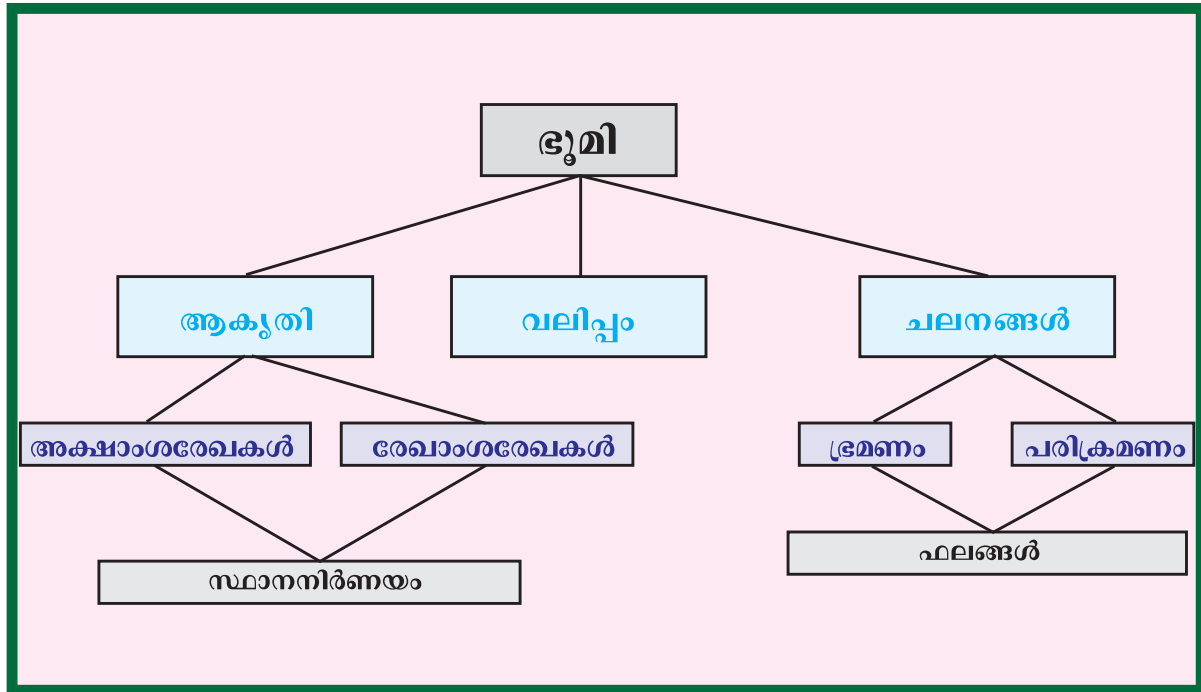 ഭൂമി
ആകൃതി
വലിപ്പം
ചലനങ്ങൾ
അക്ഷാംശരേഖകൾ
രേഖാംശരേഖകൾ
ഭ്രമണം
പരിക്രമണം
സ്ഥാനനിർണയം
ഫലങ്ങൾ